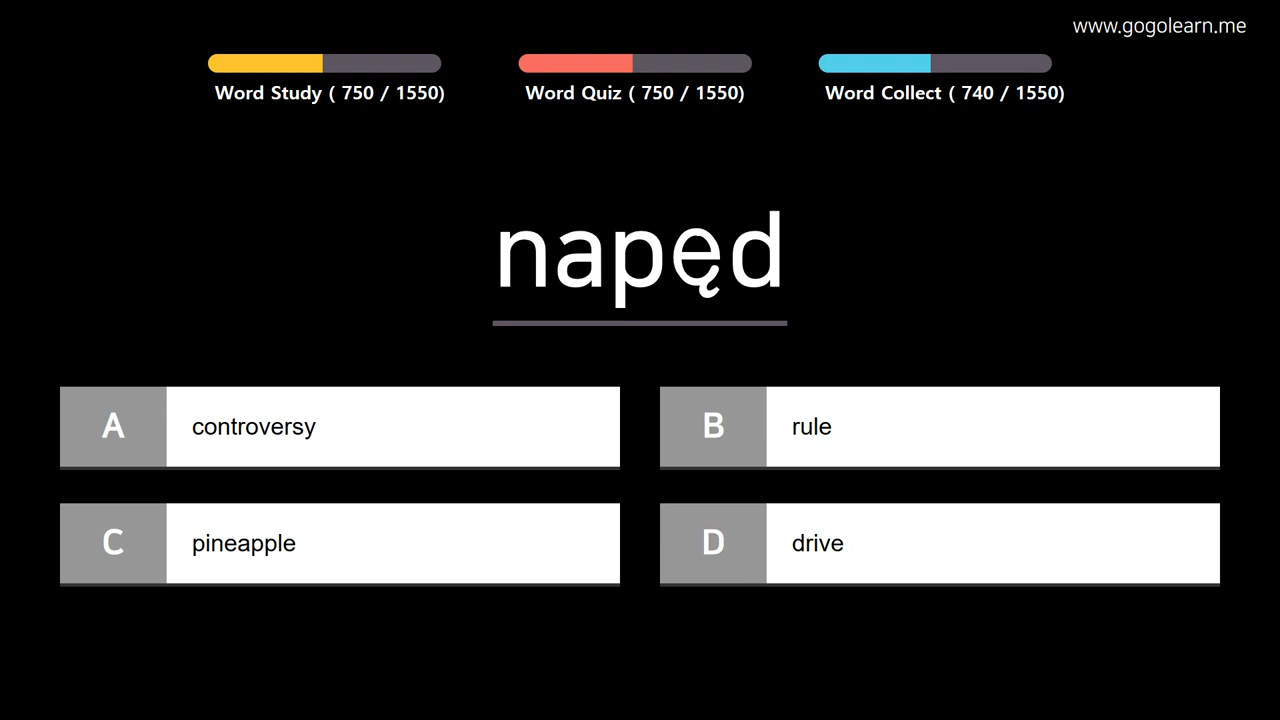 www.gogolearn.me
Word Study ( 750 / 1550)
Word Quiz ( 750 / 1550)
Word Collect ( 740 / 1550)
napęd
A controversy
B rule
C pineapple
D drive